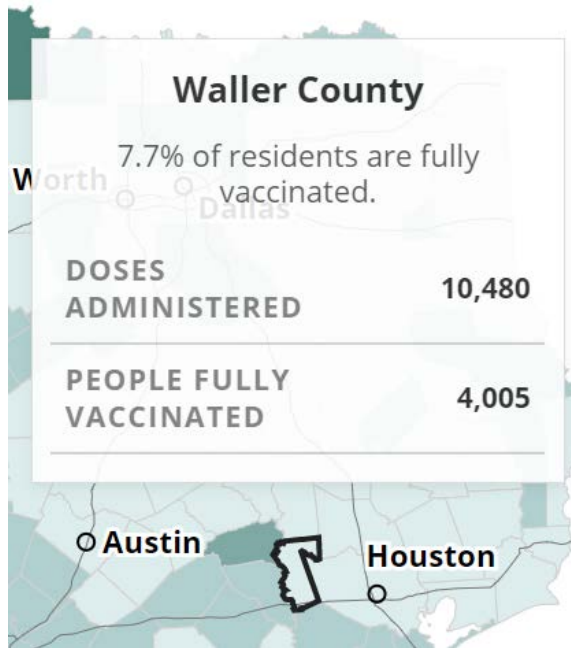 Waller County
7.7% of residents are fully
vaccinated.
Worth
Dallas
DOSES
ADMINISTERED
10,480
PEOPLE FULLY
VACCINATED
4,005
Austin
Houston